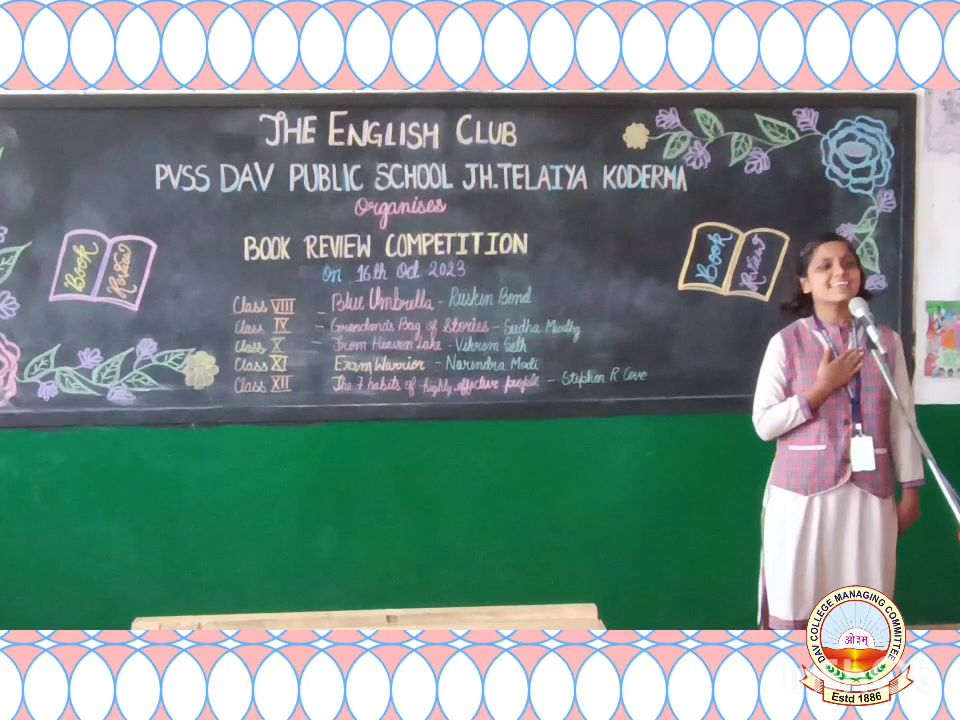 THE ENGLISH CLUB
PVSS DAV PUBLIC SCHOOL JH.TELAIYA KODERMA
Organises
BOOK REVIEW COMPETITION
On 16th Oct 2023
Book Review
Book Review
Class VIII - Blue Umbrella - Ruskin Bond
Class - Grandma's Bag of Stories - Sudha Murthy
Class X - From Heaven Lake - Vikram Seth
Class XI - Exam Warrior - Narendra Modi
Class XII - The 7 habits of highly effective people - Stephen R Cove
DAV COLLEGE MANAGING COMMITTEE
ओ३म्
Estd 1886